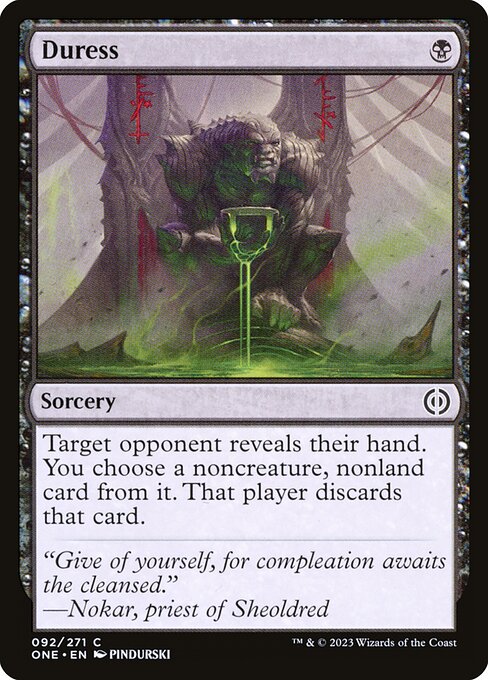 Duress
Sorcery
Target opponent reveals their hand.
You choose a noncreature, nonland
card from it. That player discards
that card.
“Give of yourself, for compleation awaits
the cleansed.”
—Nokar, priest of Sheoldred
092/271 C
ONE • EN PINDURSKI
™ & © 2023 Wizards of the Coast